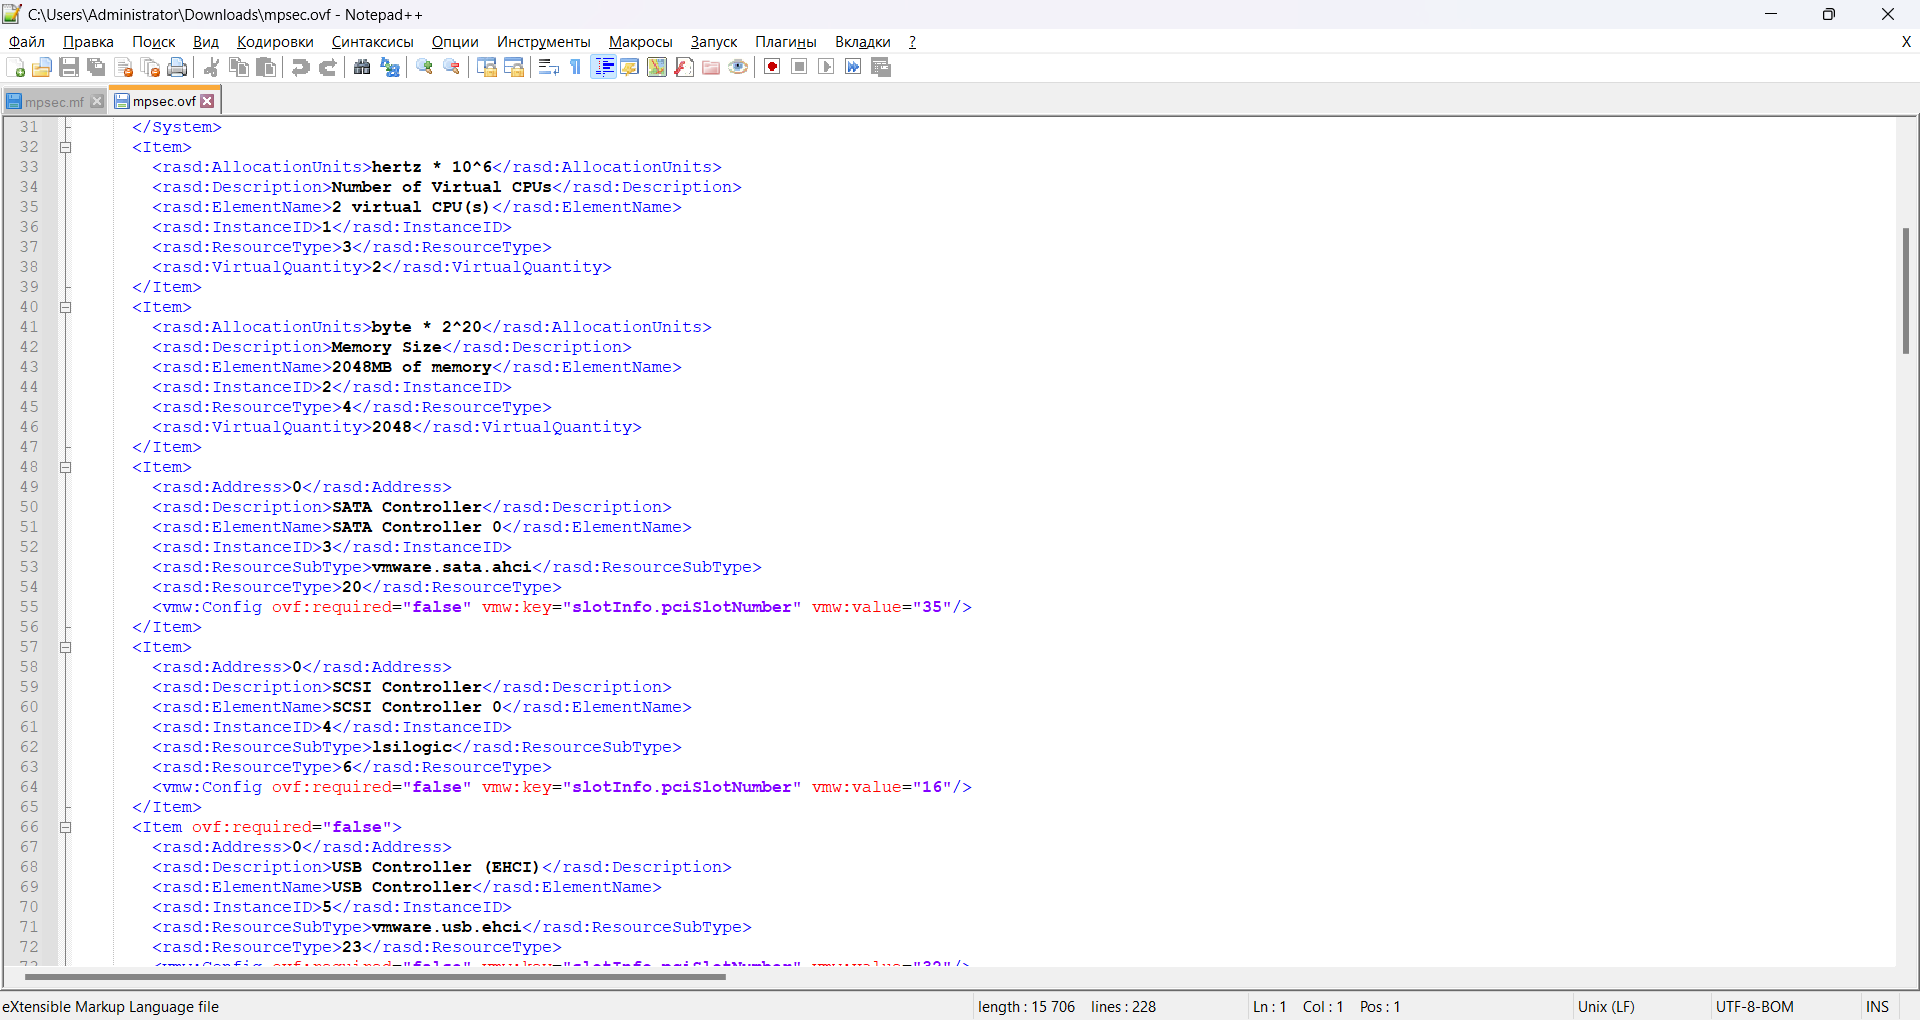 C:\Users\Administrator\Downloads\mpsec.ovf - Notepad++
Файл Правка Поиск Вид Кодировки Синтаксисы Опции Инструменты Макросы Запуск Плагины Вкладки ? X
mpsec.mf mpsec.ovf
31 </System>
32 <Item>
33 <rasd:AllocationUnits>hertz * 10^6</rasd:AllocationUnits>
34 <rasd:Description>Number of Virtual CPUs</rasd:Description>
35 <rasd:ElementName>2 virtual CPU(s)</rasd:ElementName>
36 <rasd:InstanceID>1</rasd:InstanceID>
37 <rasd:ResourceType>3</rasd:ResourceType>
38 <rasd:VirtualQuantity>2</rasd:VirtualQuantity>
39 </Item>
40 <Item>
41 <rasd:AllocationUnits>byte * 2^20</rasd:AllocationUnits>
42 <rasd:Description>Memory Size</rasd:Description>
43 <rasd:ElementName>2048MB of memory</rasd:ElementName>
44 <rasd:InstanceID>2</rasd:InstanceID>
45 <rasd:ResourceType>4</rasd:ResourceType>
46 <rasd:VirtualQuantity>2048</rasd:VirtualQuantity>
47 </Item>
48 <Item>
49 <rasd:Address>0</rasd:Address>
50 <rasd:Description>SATA Controller</rasd:Description>
51 <rasd:ElementName>SATA Controller 0</rasd:ElementName>
52 <rasd:InstanceID>3</rasd:InstanceID>
53 <rasd:ResourceSubType>vmware.sata.ahci</rasd:ResourceSubType>
54 <rasd:ResourceType>20</rasd:ResourceType>
55 <vmw:Config ovf:required="false" vmw:key="slotInfo.pciSlotNumber" vmw:value="35"/>
56 </Item>
57 <Item>
58 <rasd:Address>0</rasd:Address>
59 <rasd:Description>SCSI Controller</rasd:Description>
60 <rasd:ElementName>SCSI Controller 0</rasd:ElementName>
61 <rasd:InstanceID>4</rasd:InstanceID>
62 <rasd:ResourceSubType>lsilogic</rasd:ResourceSubType>
63 <rasd:ResourceType>6</rasd:ResourceType>
64 <vmw:Config ovf:required="false" vmw:key="slotInfo.pciSlotNumber" vmw:value="16"/>
65 </Item>
66 <Item ovf:required="false">
67 <rasd:Address>0</rasd:Address>
68 <rasd:Description>USB Controller (EHCI)</rasd:Description>
69 <rasd:ElementName>USB Controller</rasd:ElementName>
70 <rasd:InstanceID>5</rasd:InstanceID>
71 <rasd:ResourceSubType>vmware.usb.ehci</rasd:ResourceSubType>
72 <rasd:ResourceType>23</rasd:ResourceType>
73 <vmw:Config ovf:required="false" vmw:key="slotInfo.pciSlotNumber" vmw:value="32"/>
eXtensible Markup Language file length : 15 706 lines : 228 Ln : 1 Col : 1 Pos : 1 Unix (LF) UTF-8-BOM INS